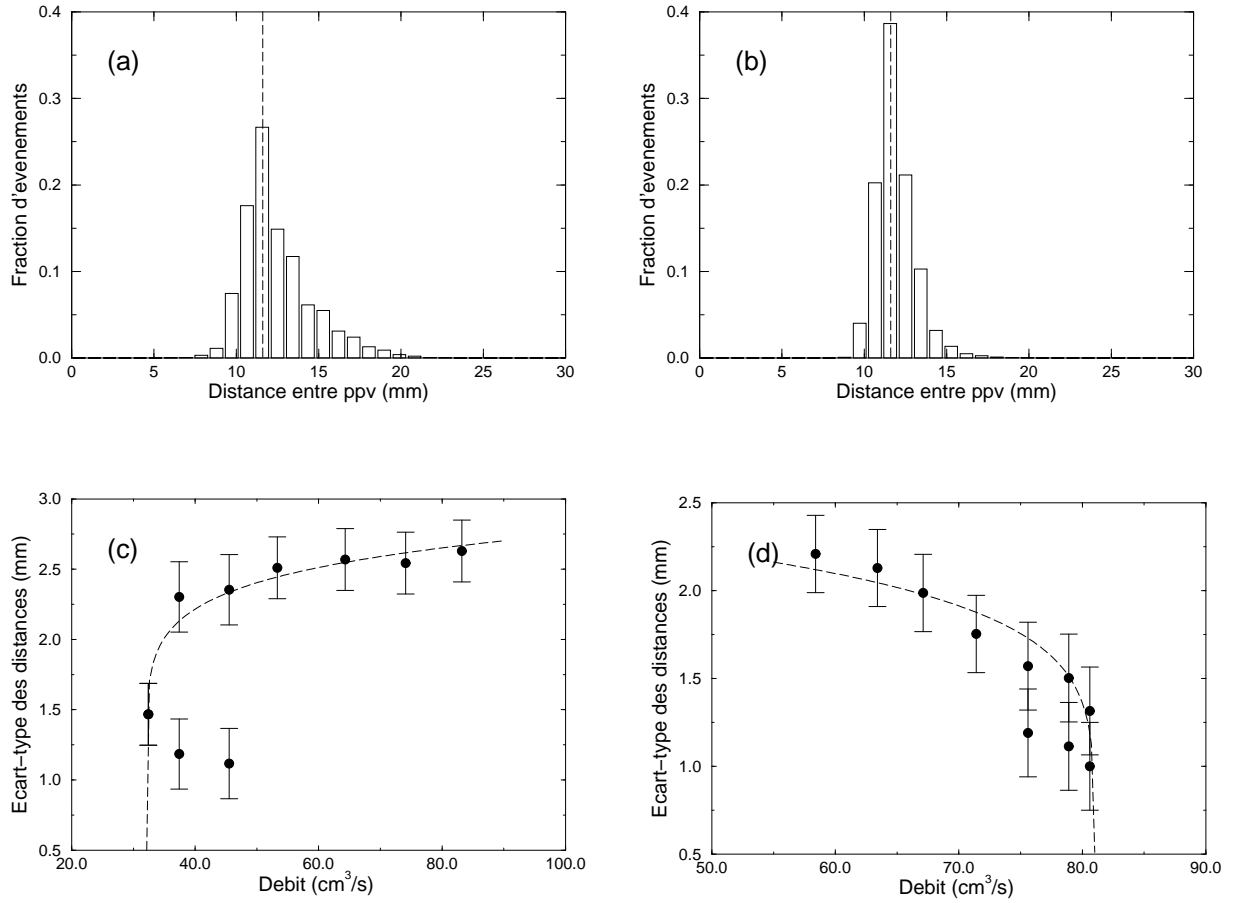 (a)
Fraction d'evenements
0.4
0.3
0.2
0.1
0.0
0 5 10 15 20 25 30
Distance entre ppv (mm)
(b)
Fraction d'evenements
0.4
0.3
0.2
0.1
0.0
0 5 10 15 20 25 30
Distance entre ppv (mm)
(c)
Ecart−type des distances (mm)
3.0
2.5
2.0
1.5
1.0
0.5
20.0 40.0 60.0 80.0 100.0
Debit (cm³/s)
(d)
Ecart−type des distances (mm)
2.5
2.0
1.5
1.0
0.5
50.0 60.0 70.0 80.0 90.0
Debit (cm³/s)